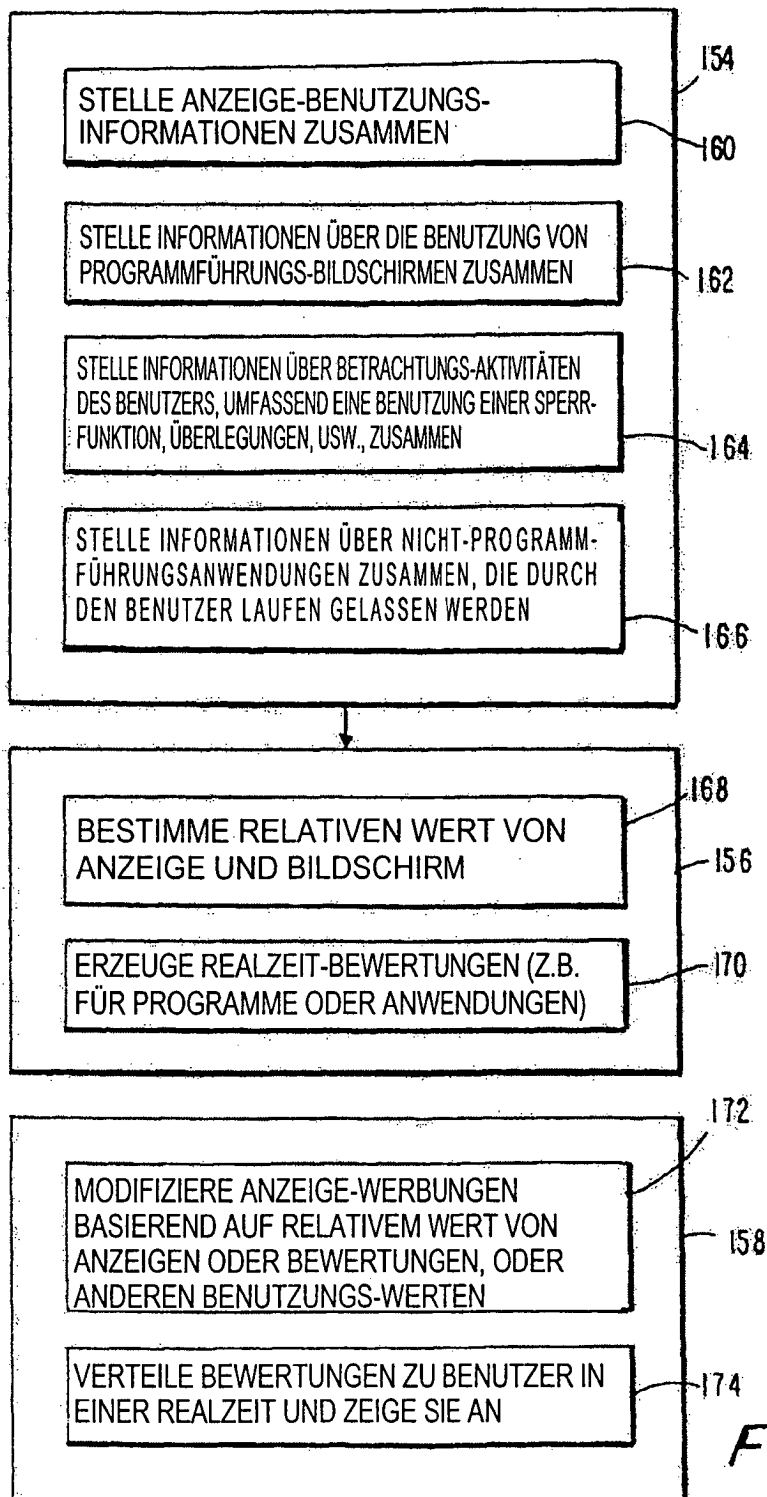 154
STELLE ANZEIGE-BENUTZUNGS-
INFORMATIONEN ZUSAMMEN
160
STELLE INFORMATIONEN ÜBER DIE BENUTZUNG VON
PROGRAMMFÜHRUNGS-BILDSCHIRMEN ZUSAMMEN
162
STELLE INFORMATIONEN ÜBER BETRACHTUNGS-AKTIVITÄTEN
DES BENUTZERS, UMFASSEND EINE BENUTZUNG EINER SPERR-
FUNKTION, ÜBERLEGUNGEN, USW., ZUSAMMEN
164
STELLE INFORMATIONEN ÜBER NICHT-PROGRAMM-
FÜHRUNGSANWENDUNGEN ZUSAMMEN, DIE DURCH
DEN BENUTZER LAUFEN GELASSEN WERDEN
166
168
BESTIMME RELATIVEN WERT VON
ANZEIGE UND BILDSCHIRM
156
ERZEUGE REALZEIT-BEWERTUNGEN (Z.B.
FÜR PROGRAMME ODER ANWENDUNGEN)
170
172
MODIFIZIERE ANZEIGE-WERBUNGEN
BASIEREND AUF RELATIVEM WERT VON
ANZEIGEN ODER BEWERTUNGEN, ODER
ANDEREN BENUTZUNGS-WERTEN
158
VERTEILE BEWERTUNGEN ZU BENUTZER IN
EINER REALZEIT UND ZEIGE SIE AN
174
F